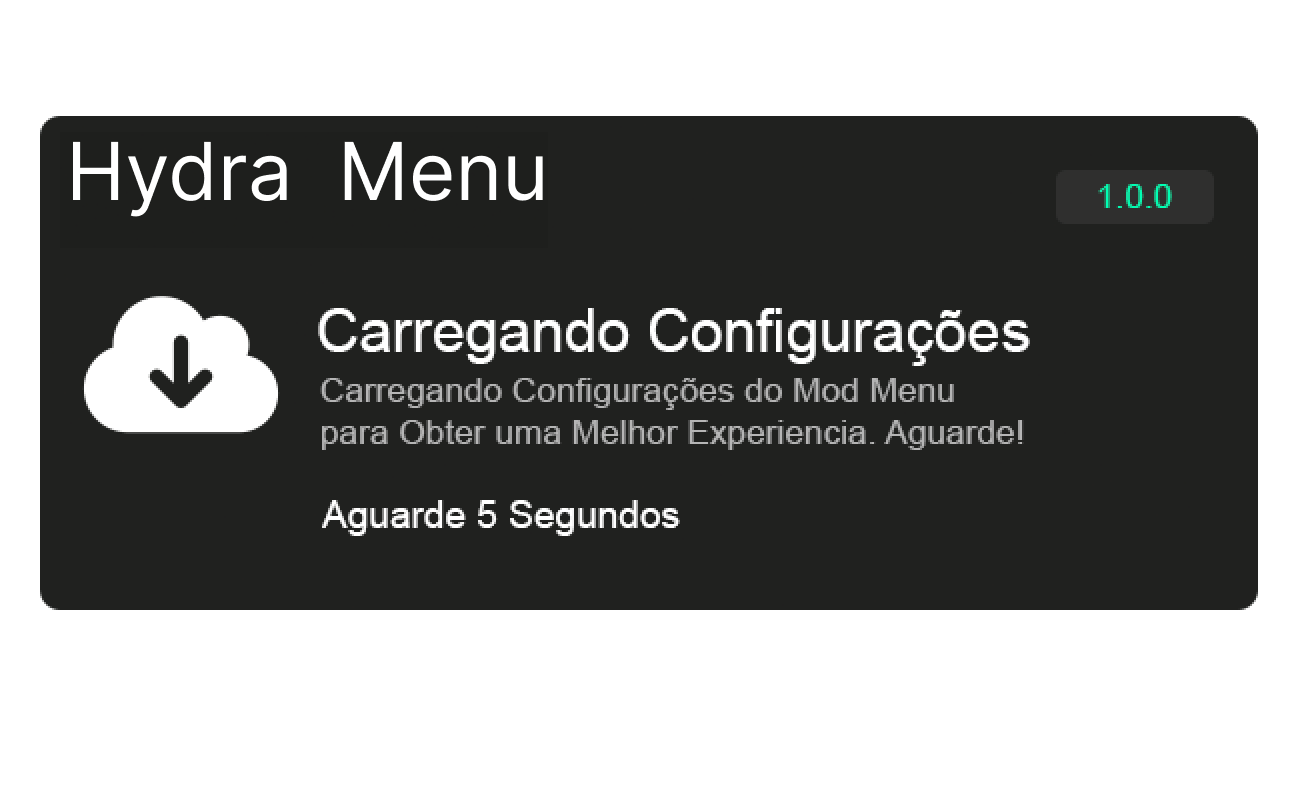 Hydra Menu
1.0.0
Carregando Configurações
Carregando Configurações do Mod Menu
para Obter uma Melhor Experiencia. Aguarde!
Aguarde 5 Segundos